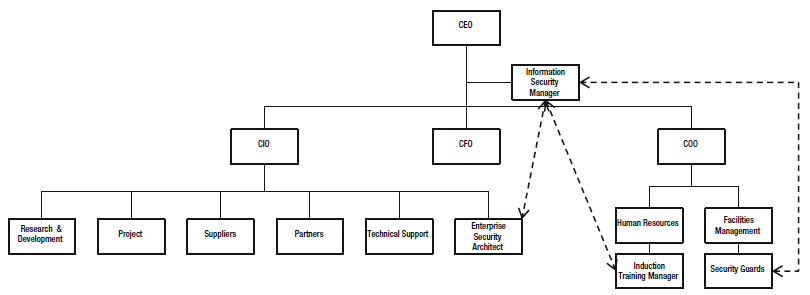 CEO
Information
Security
Manager
CIO
CFO
COO
Research &
Development
Project
Suppliers
Partners
Technical Support
Enterprise
Security
Architect
Human Resources
Facilities
Management
Induction
Training Manager
Security Guards